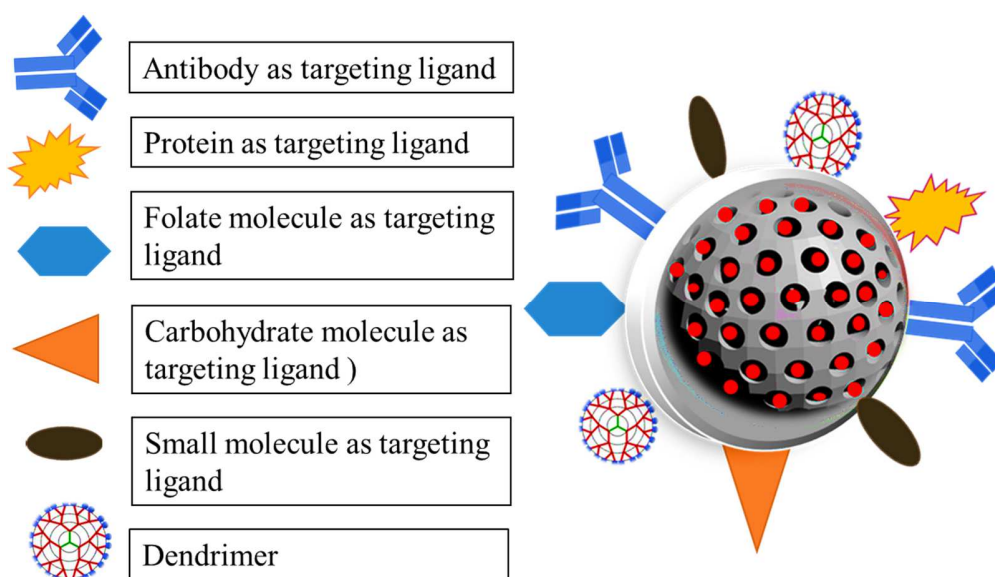 Antibody as targeting ligand
Protein as targeting ligand
Folate molecule as targeting
ligand
Carbohydrate molecule as
targeting ligand )
Small molecule as targeting
ligand
Dendrimer